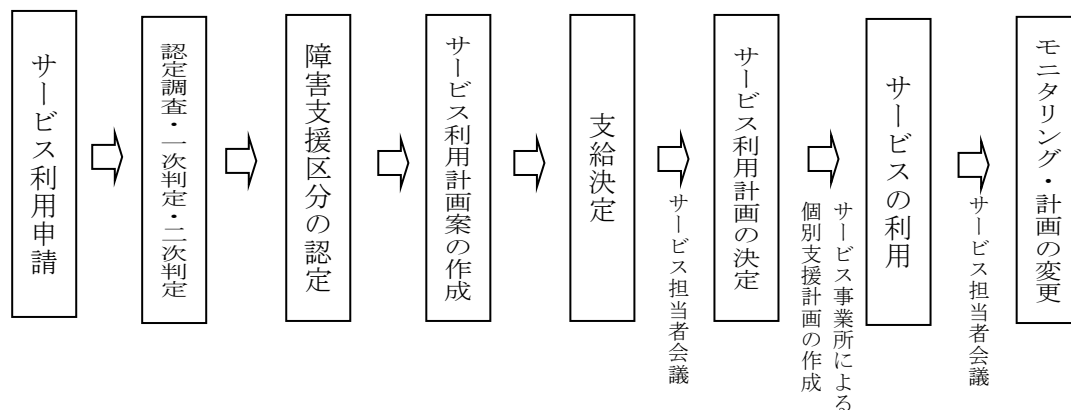 サービス利用申請
認定調査・一次判定・二次判定
障害支援区分の認定
サービス利用計画案の作成
支給決定
サービス担当者会議
サービス利用計画の決定
サービス事業所による
個別支援計画の作成
サービスの利用
サービス担当者会議
モニタリング・計画の変更